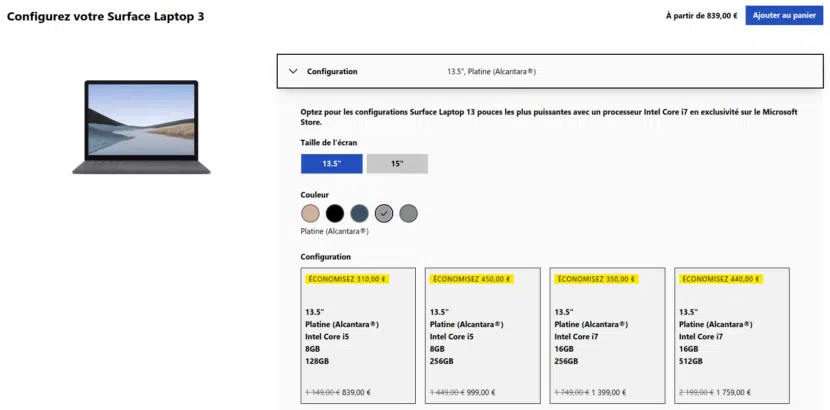 Configurez votre Surface Laptop 3
À partir de 839,00 €
Ajouter au panier
Configuration
13.5", Platine (Alcantara®)
Optez pour les configurations Surface Laptop 13 pouces les plus puissantes avec un processeur Intel Core i7 en exclusivité sur le Microsoft
Store.
Taille de l'écran
13.5"
15"
Couleur
Platine (Alcantara®)
Configuration
ÉCONOMISEZ 310,00 €
13.5"
Platine (Alcantara®)
Intel Core i5
8GB
128GB
1 149,00 € 839,00 €
ÉCONOMISEZ 450,00 €
13.5"
Platine (Alcantara®)
Intel Core i5
8GB
256GB
1 449,00 € 999,00 €
ÉCONOMISEZ 350,00 €
13.5"
Platine (Alcantara®)
Intel Core i7
16GB
256GB
1 749,00 € 1 399,00 €
ÉCONOMISEZ 440,00 €
13.5"
Platine (Alcantara®)
Intel Core i7
16GB
512GB
2 199,00 € 1 759,00 €